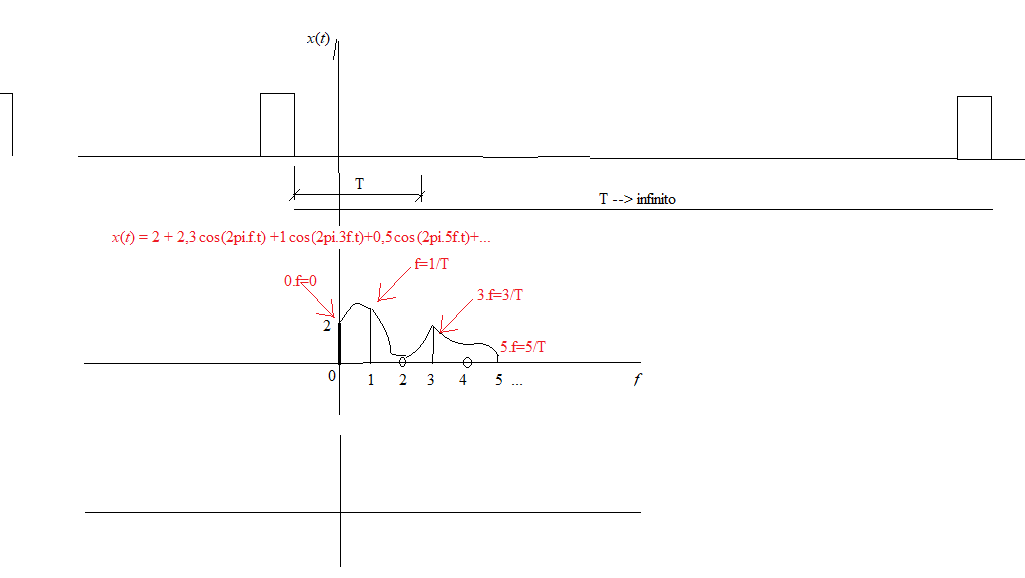 x(t)
T
T --> infinito
x(t) = 2 + 2,3 cos(2pi.f.t) +1 cos(2pi.3f.t)+0,5 cos (2pi.5f.t)+...
f=1/T
0.f=0
3.f=3/T
2
5.f=5/T
0 1 2 3 4 5 ... f